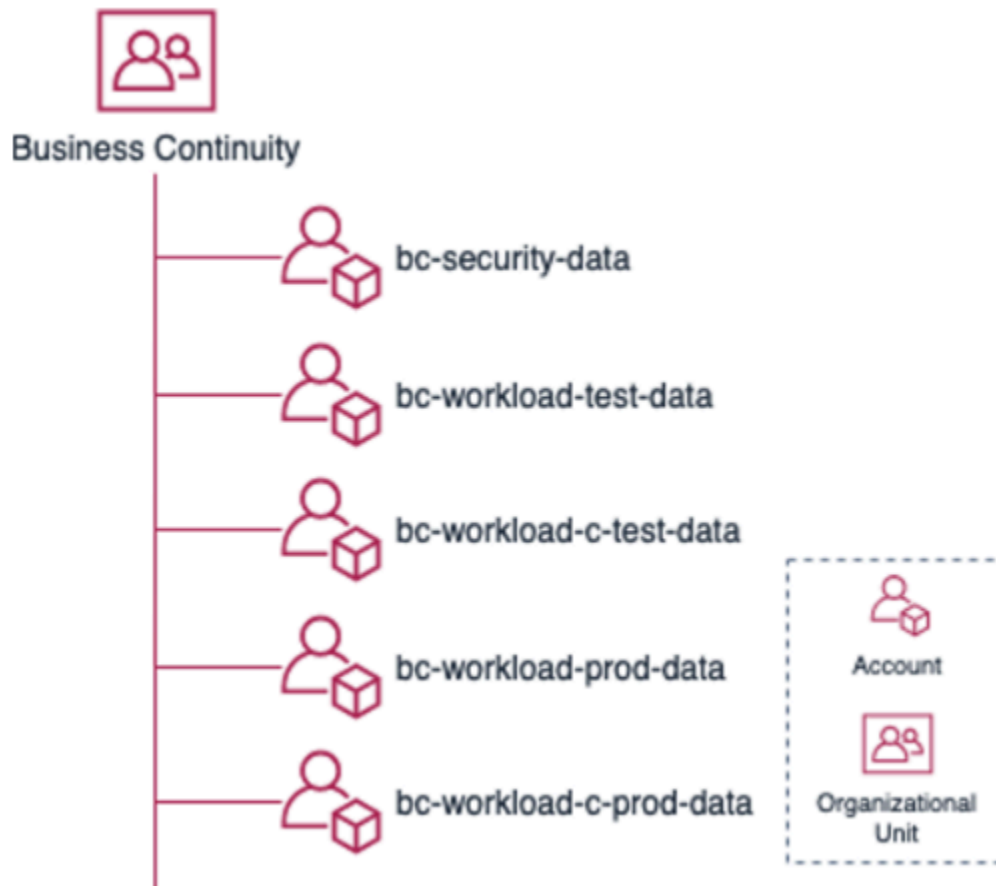 Business Continuity
bc-security-data
bc-workload-test-data
bc-workload-c-test-data
bc-workload-prod-data
bc-workload-c-prod-data
Account
Organizational
Unit